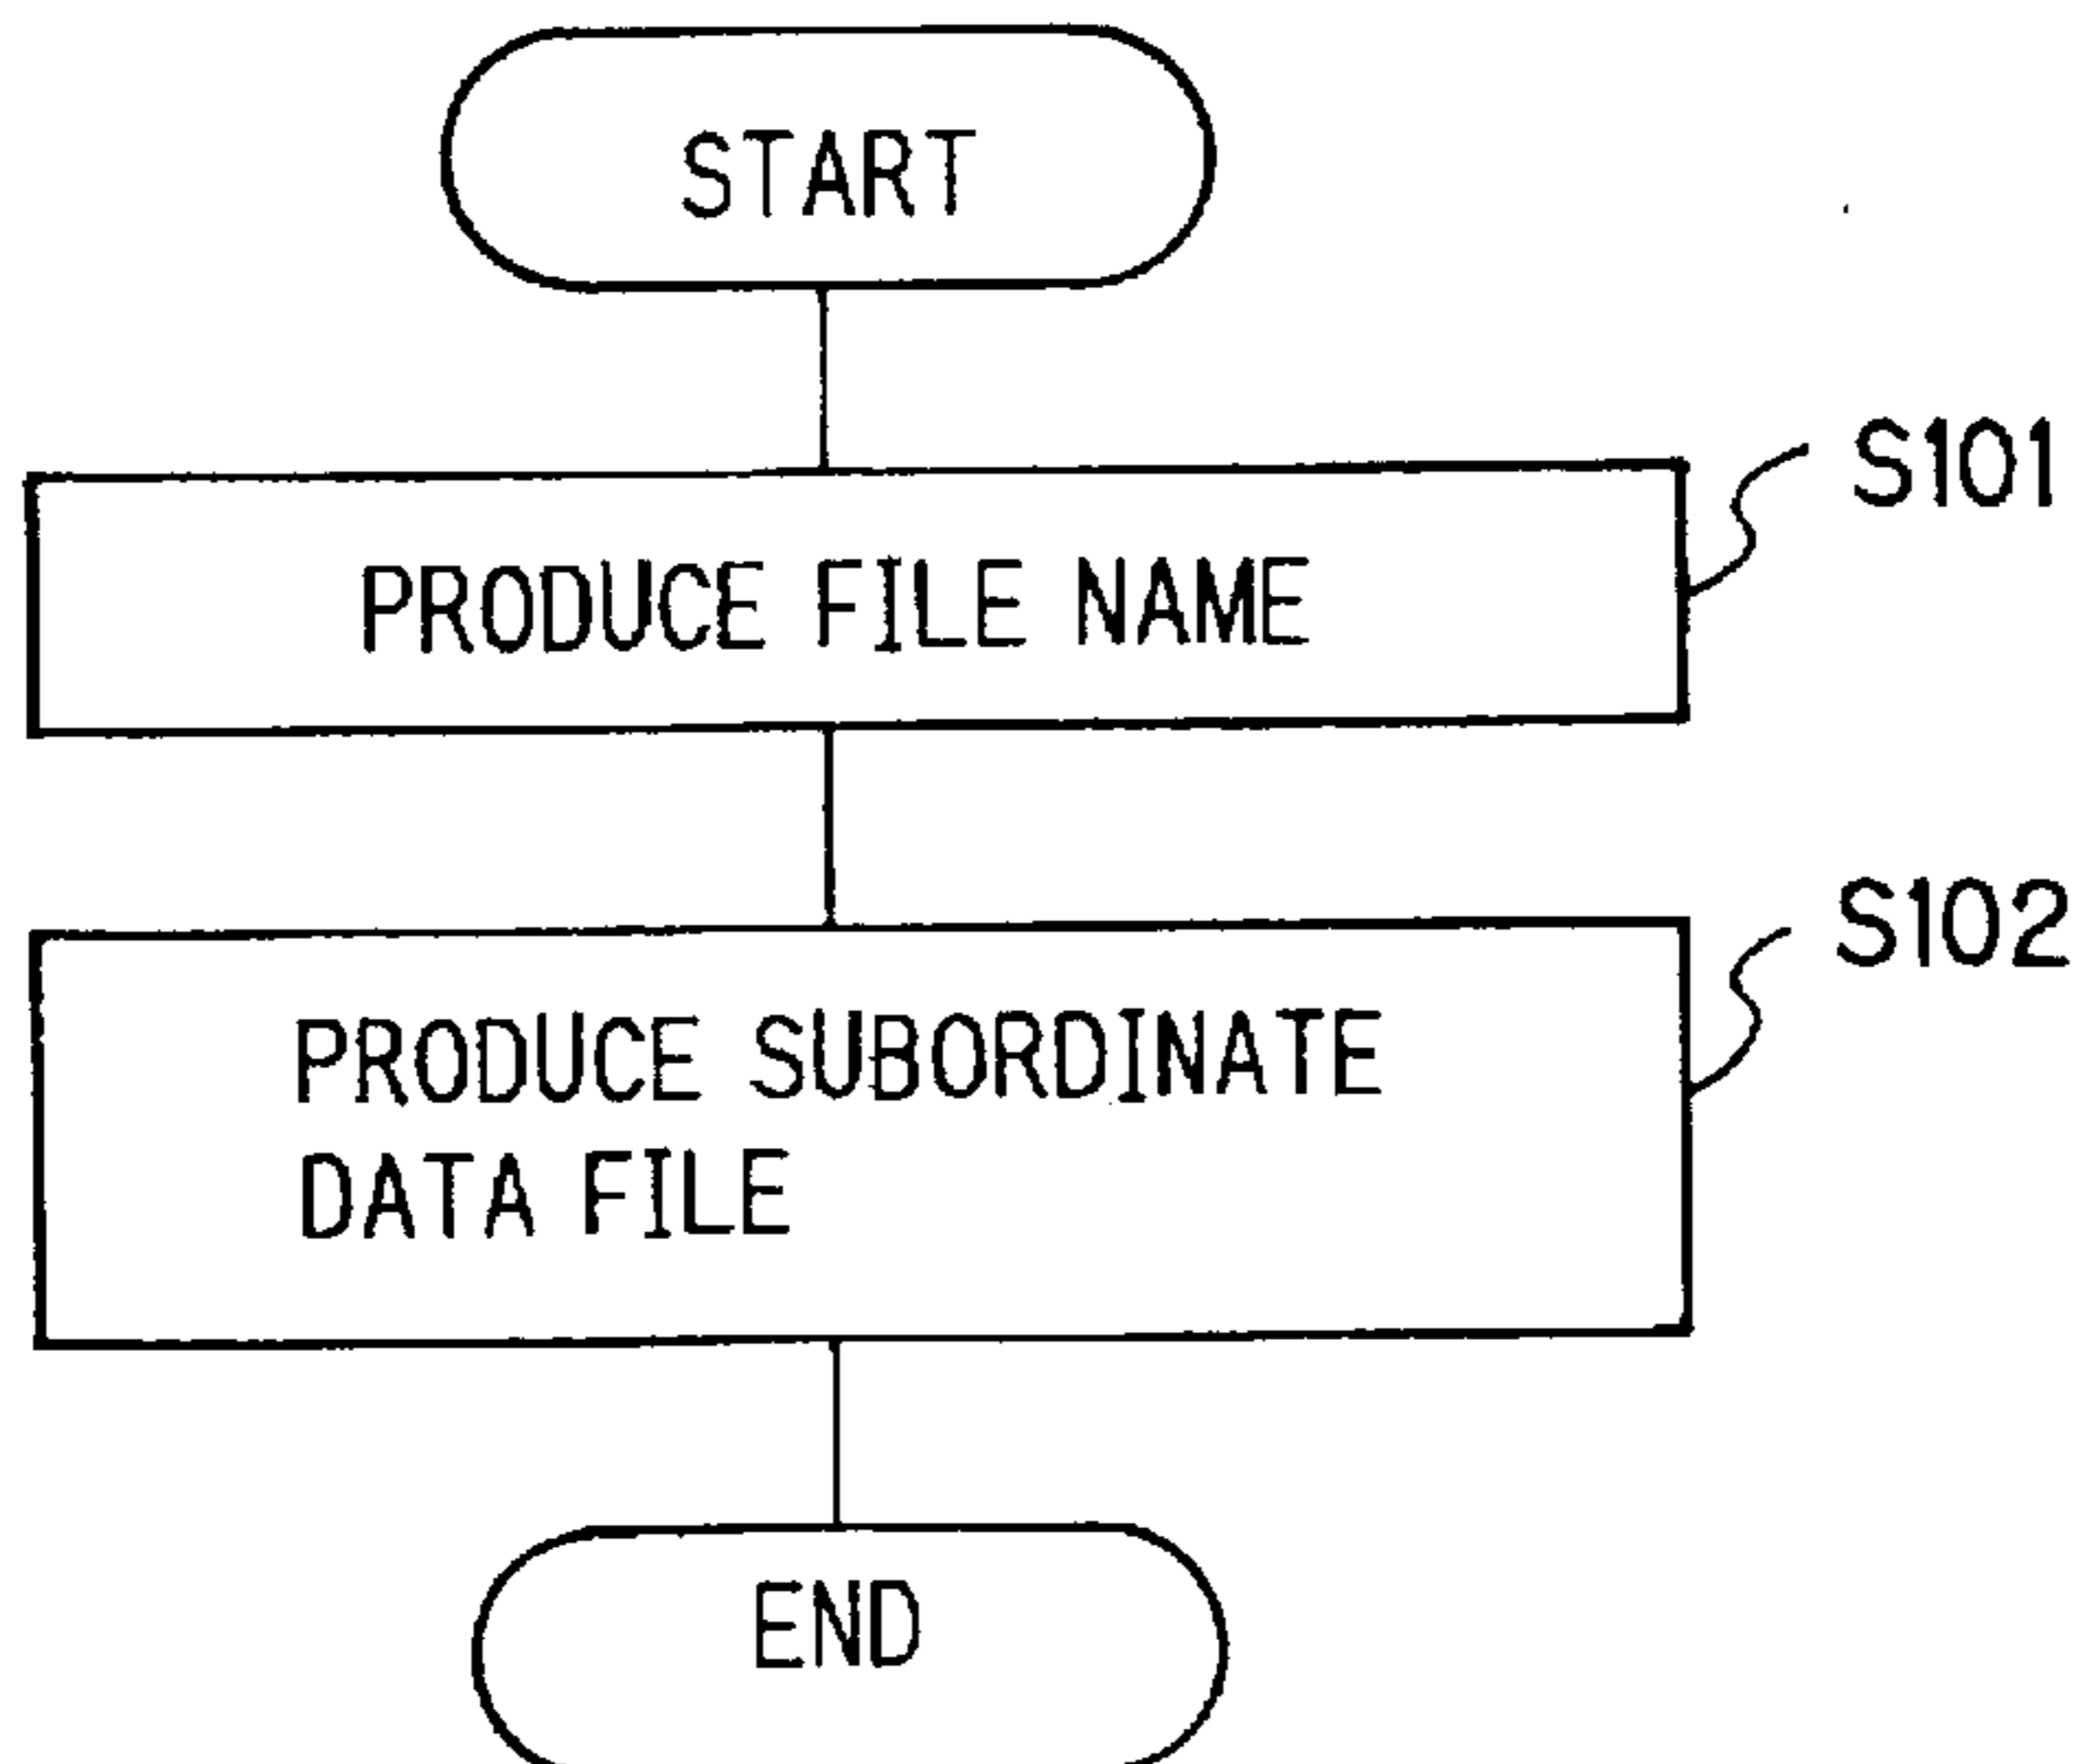 START
S101
PRODUCE FILE NAME
S102
PRODUCE SUBORDINATE
DATA FILE
END